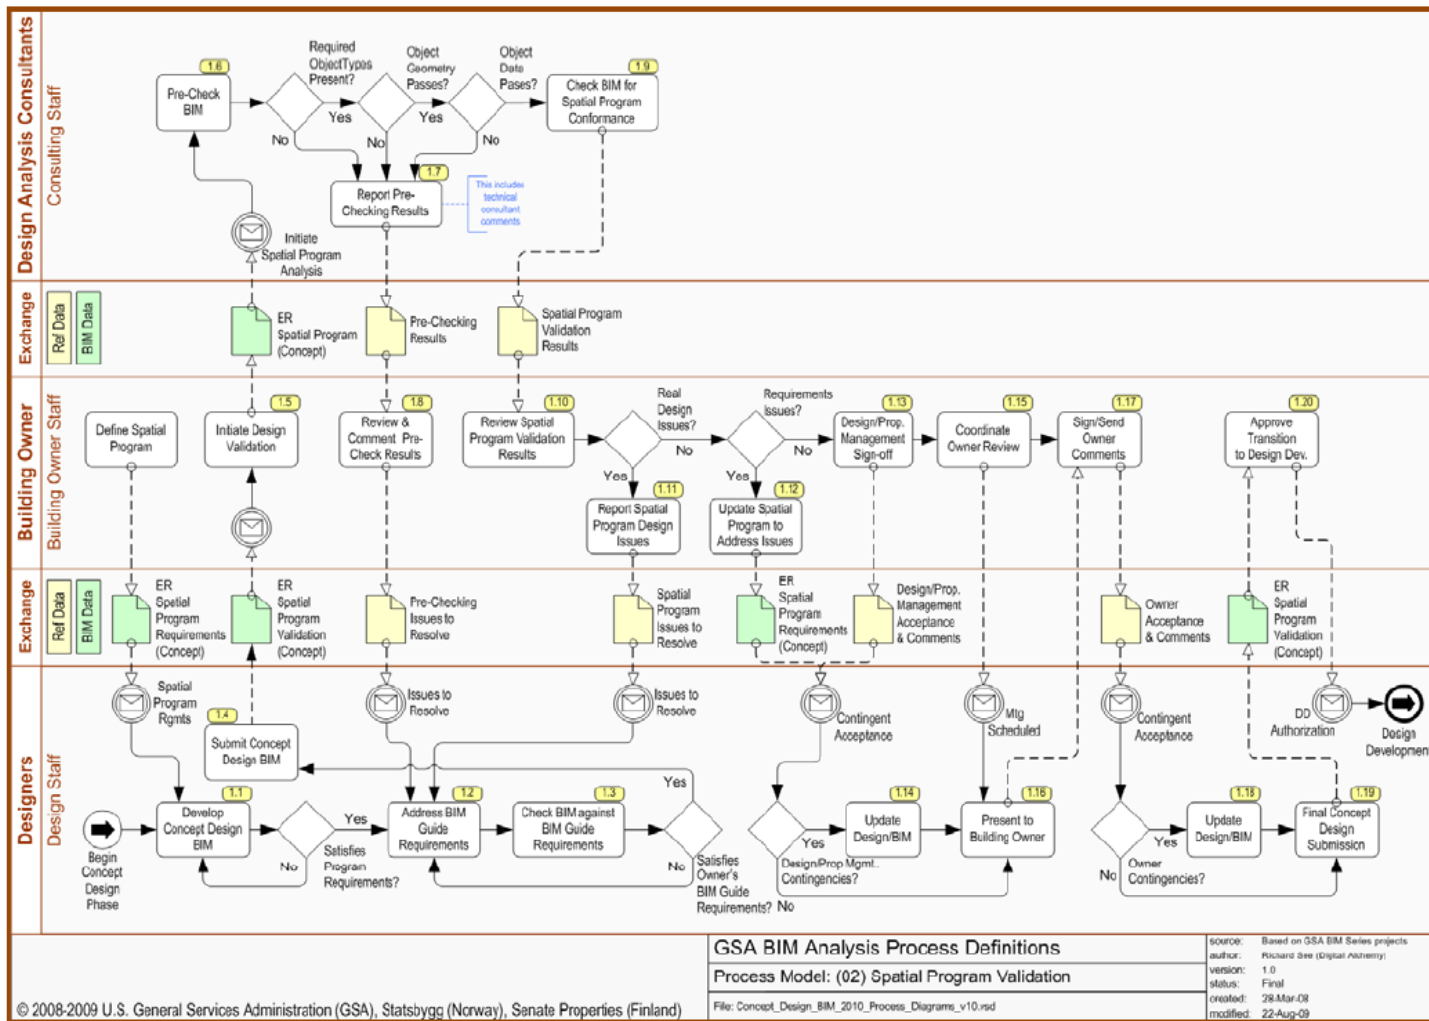 Design Analysis Consultants
Consulting Staff
1.6
Pre-Check
BIM
Required
ObjectTypes
Present?
Object
Geometry
Passes?
Object
Data
Pases?
1.9
Check BIM for
Spatial Program
Conformance
Yes
Yes
No
No
No
1.7
Report Pre-
Checking Results
This includes
technical
consultant
comments
Initiate
Spatial Program
Analysis
Exchange
Ref Data
BIM Data
ER
Spatial Program
(Concept)
Pre-Checking
Results
Spatial Program
Validation
Results
Building Owner
Building Owner Staff
Define Spatial
Program
1.5
Initiate Design
Validation
1.8
Review &
Comment Pre-
Check Results
1.10
Review Spatial
Program Validation
Results
Real
Design
Issues?
No
Yes
Requirements
Issues?
No
Yes
1.11
Report Spatial
Program Design
Issues
1.12
Update Spatial
Program to
Address Issues
1.13
Design/Prop.
Management
Sign-off
1.15
Coordinate
Owner Review
1.17
Sign/Send
Owner
Comments
1.20
Approve
Transition
to Design Dev.
Exchange
Ref Data
BIM Data
ER
Spatial
Program
Requirements
(Concept)
ER
Spatial
Program
Validation
(Concept)
Pre-Checking
Issues to
Resolve
Spatial
Program
Issues to
Resolve
ER
Spatial
Program
Requirements
(Concept)
Design/Prop.
Management
Acceptance
& Comments
Owner
Acceptance
& Comments
ER
Spatial
Program
Validation
(Concept)
Designers
Design Staff
Spatial
Program
Rqmts
1.4
Submit Concept
Design BIM
Issues to
Resolve
Issues to
Resolve
Contingent
Acceptance
Mtg
Scheduled
Contingent
Acceptance
DD
Authorization
Design
Development
Begin
Concept
Design
Phase
1.1
Develop
Concept Design
BIM
Yes
No
Satisfies
Program
Requirements?
1.2
Address BIM
Guide
Requirements
1.3
Check BIM against
BIM Guide
Requirements
Yes
No
Satisfies
Owner's
BIM Guide
Requirements?
Yes
Design/Prop Mgmt..
Contingencies?
No
1.14
Update
Design/BIM
1.16
Present to
Building Owner
Yes
No
Owner
Contingencies?
1.18
Update
Design/BIM
1.19
Final Concept
Design
Submission
© 2008-2009 U.S. General Services Administration (GSA), Statsbygg (Norway), Senate Properties (Finland)
GSA BIM Analysis Process Definitions
Process Model: (02) Spatial Program Validation
File: Concept_Design_BIM_2010_Process_Diagrams_v10.vsd
source: Based on GSA BIM Series projects
author: Richard See (Digital Alchemy)
version: 1.0
status: Final
created: 28-Mar-08
modified: 22-Aug-09